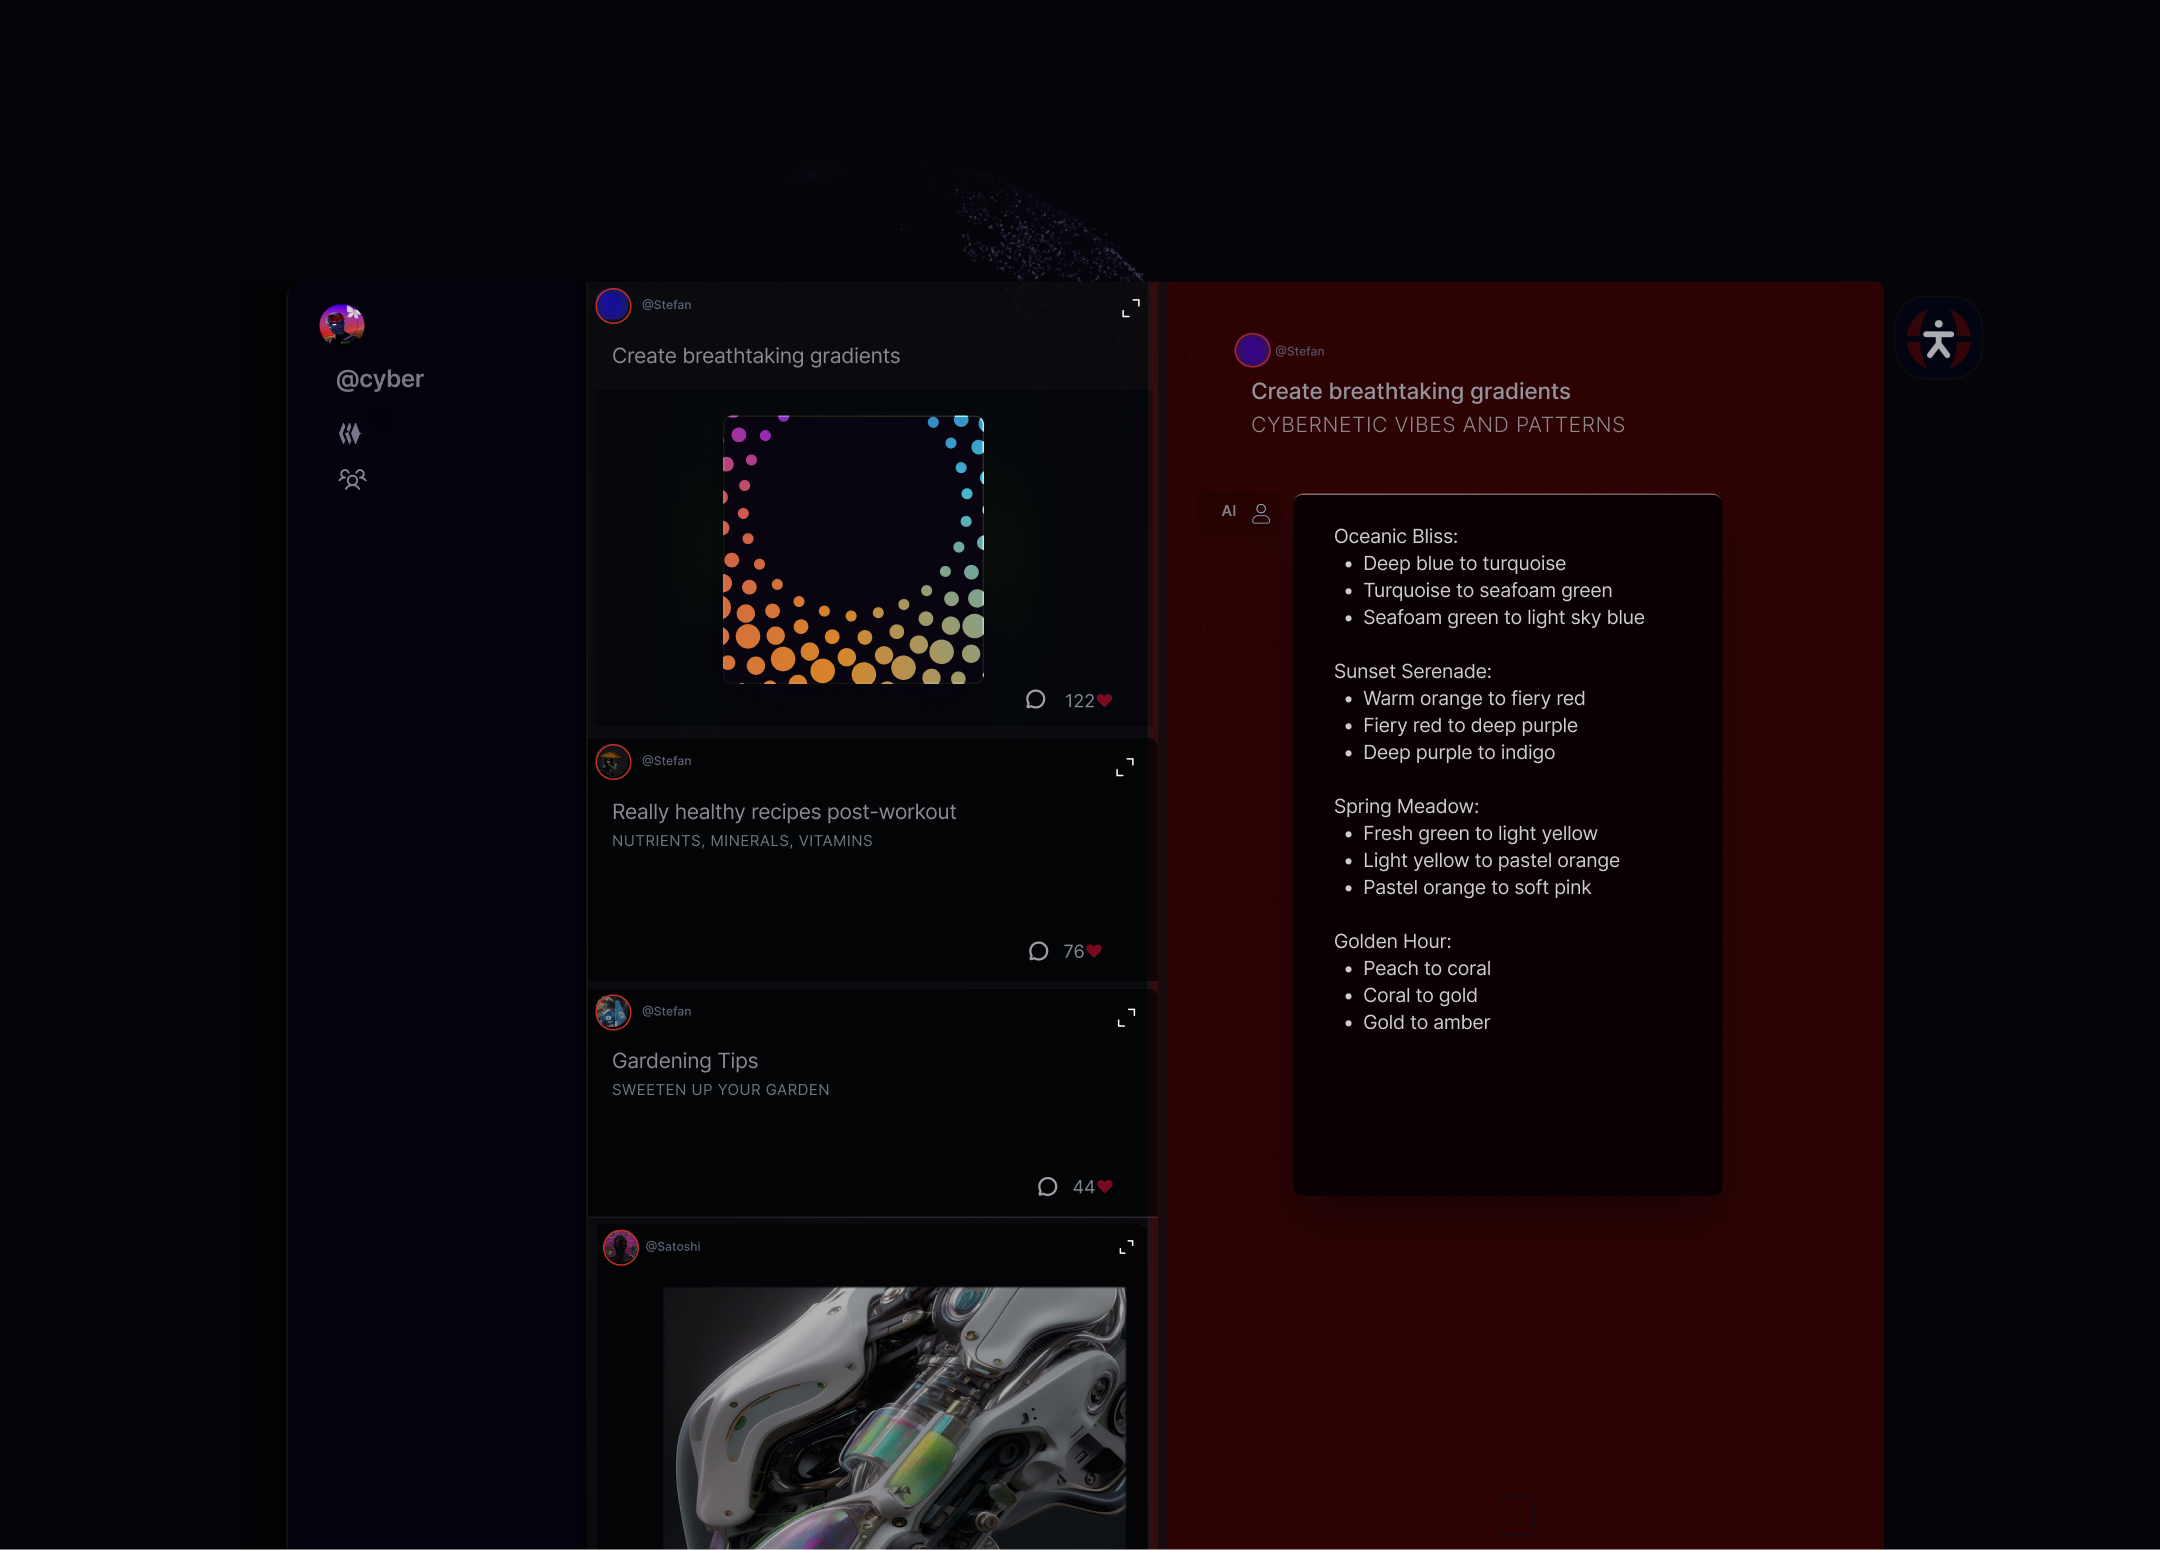 @cyber
@Stefan
Create breathtaking gradients
122
@Stefan
Really healthy recipes post-workout
NUTRIENTS, MINERALS, VITAMINS
76
@Stefan
Gardening Tips
SWEETEN UP YOUR GARDEN
44
@Satoshi
@Stefan
Create breathtaking gradients
CYBERNETIC VIBES AND PATTERNS
AI
Oceanic Bliss:
• Deep blue to turquoise
• Turquoise to seafoam green
• Seafoam green to light sky blue
Sunset Serenade:
• Warm orange to fiery red
• Fiery red to deep purple
• Deep purple to indigo
Spring Meadow:
• Fresh green to light yellow
• Light yellow to pastel orange
• Pastel orange to soft pink
Golden Hour:
• Peach to coral
• Coral to gold
• Gold to amber